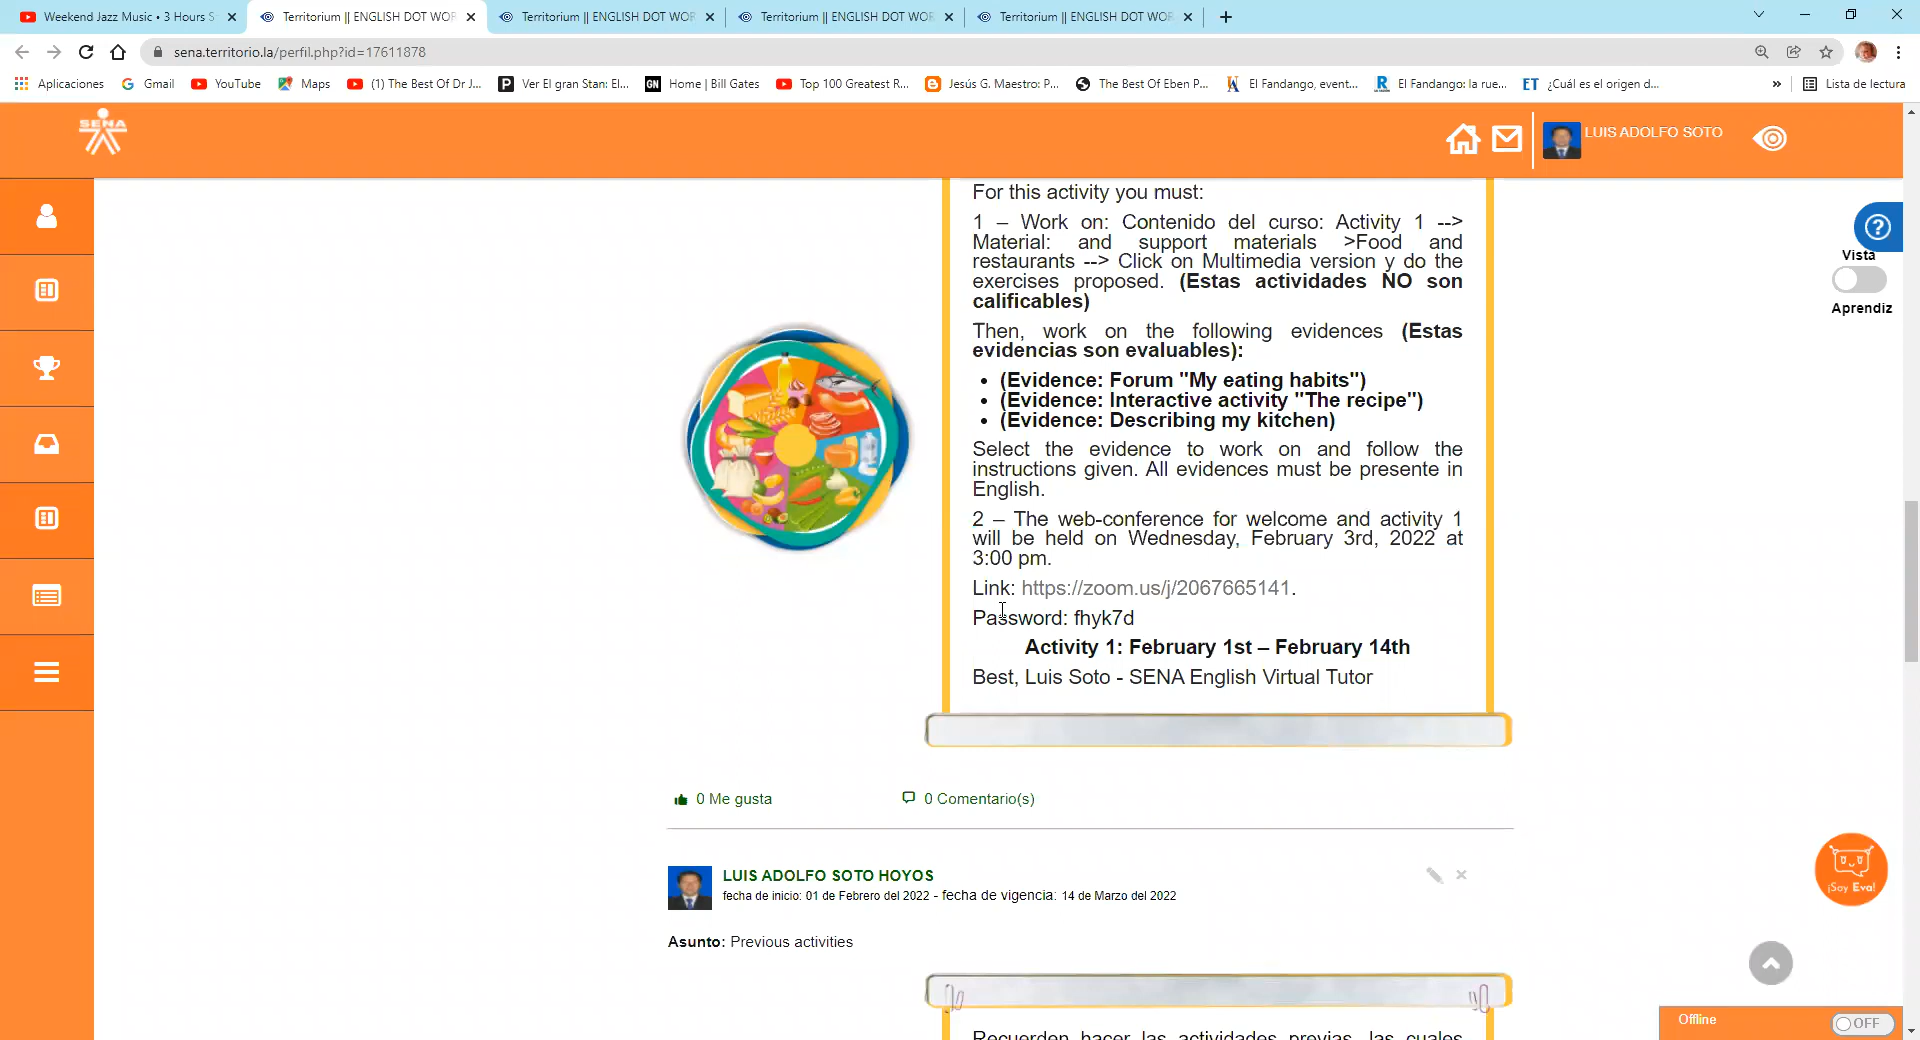 Weekend Jazz Music • 3 Hours S
Territorium || ENGLISH DOT WOR
Territorium || ENGLISH DOT WOR
Territorium || ENGLISH DOT WOR
Territorium || ENGLISH DOT WOR
sena.territorio.la/perfil.php?id=17611878
Aplicaciones
Gmail
YouTube
Maps
(1) The Best Of Dr J...
Ver El gran Stan: El...
GN Home | Bill Gates
Top 100 Greatest R...
Jesús G. Maestro: P...
The Best Of Eben P...
El Fandango, event...
El Fandango: la rue...
ET ¿Cuál es el origen d...
»
Lista de lectura
SENA
LUIS ADOLFO SOTO
For this activity you must:
1 – Work on: Contenido del curso: Activity 1 -->
Material: and support materials >Food and
restaurants --> Click on Multimedia version y do the
exercises proposed. (Estas actividades NO son
calificables)
Then, work on the following evidences (Estas
evidencias son evaluables):
• (Evidence: Forum "My eating habits")
• (Evidence: Interactive activity "The recipe")
• (Evidence: Describing my kitchen)
Select the evidence to work on and follow the
instructions given. All evidences must be presente in
English.
2 – The web-conference for welcome and activity 1
will be held on Wednesday, February 3rd, 2022 at
3:00 pm.
Link: https://zoom.us/j/2067665141.
Password: fhyk7d
Activity 1: February 1st – February 14th
Best, Luis Soto - SENA English Virtual Tutor
Vista
Aprendiz
0 Me gusta
0 Comentario(s)
LUIS ADOLFO SOTO HOYOS
fecha de inicio: 01 de Febrero del 2022 - fecha de vigencia: 14 de Marzo del 2022
Asunto: Previous activities
Recuerden hacer las actividades previas, las cuales
¡Soy Eva!
Offline
OFF